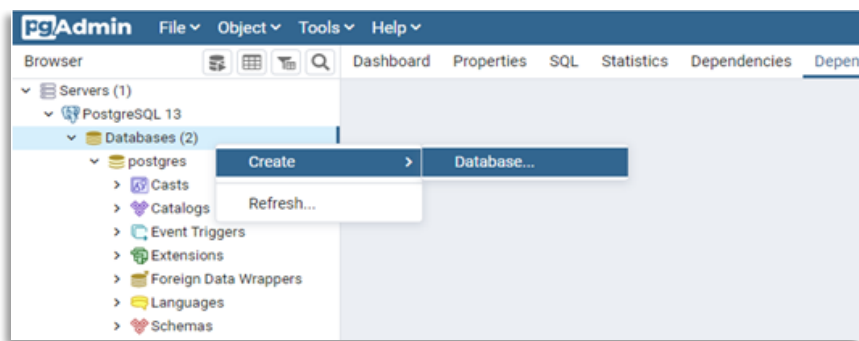 pgAdmin File Object Tools Help
Browser Dashboard Properties SQL Statistics Dependencies Depen
Servers (1)
PostgreSQL 13
Databases (2)
postgres Create Database...
Casts
Catalogs Refresh...
Event Triggers
Extensions
Foreign Data Wrappers
Languages
Schemas